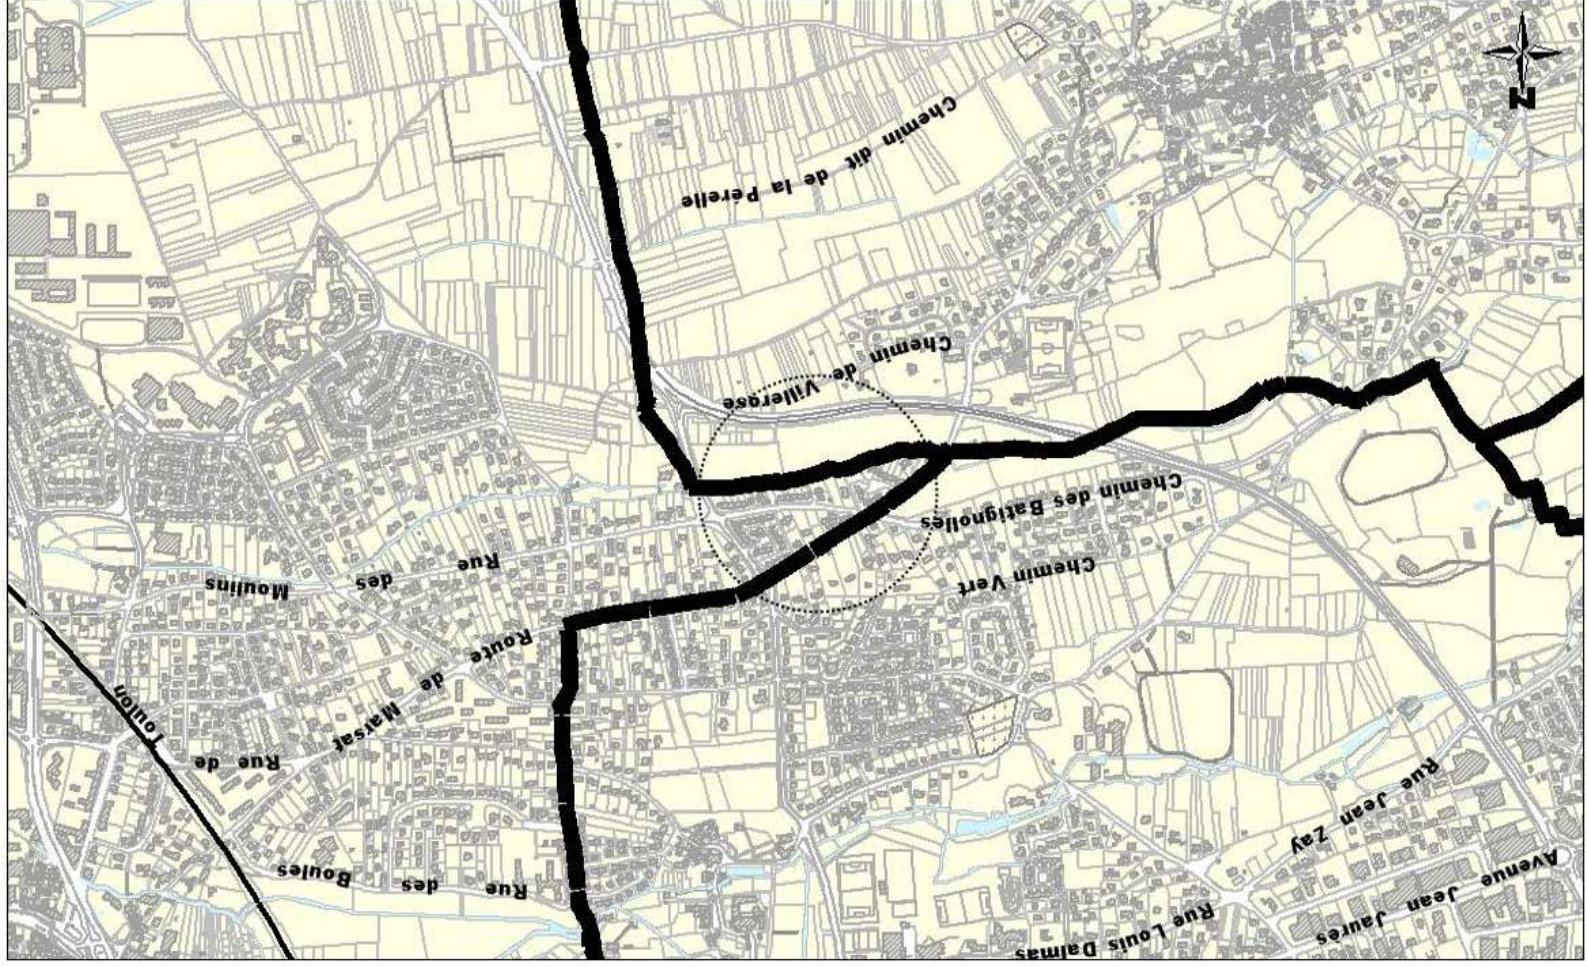 Avenue Jean Jaurès
Rue Louis Dalmas
Rue Jean Zay
Rue des Boules
Rue de Toulon
Route de Marsat
Chemin Vert
Rue des Moulins
Chemin des Batignolles
Chemin de Villerose
Chemin dit de la Pérelle
N